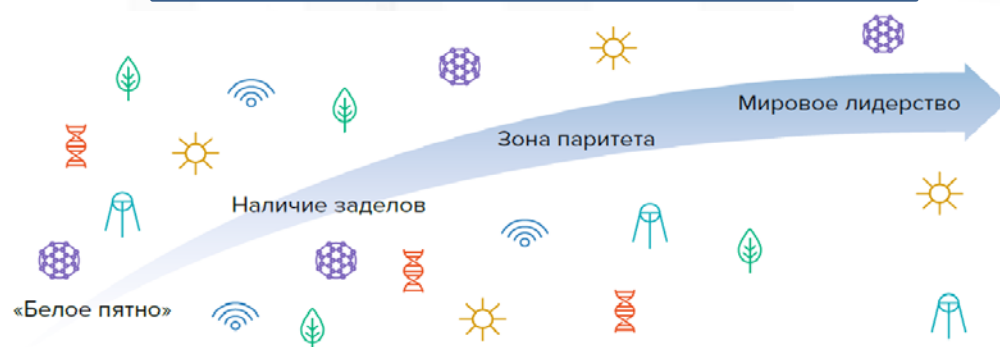 Мировое лидерство
Зона паритета
Наличие заделов
«Белое пятно»